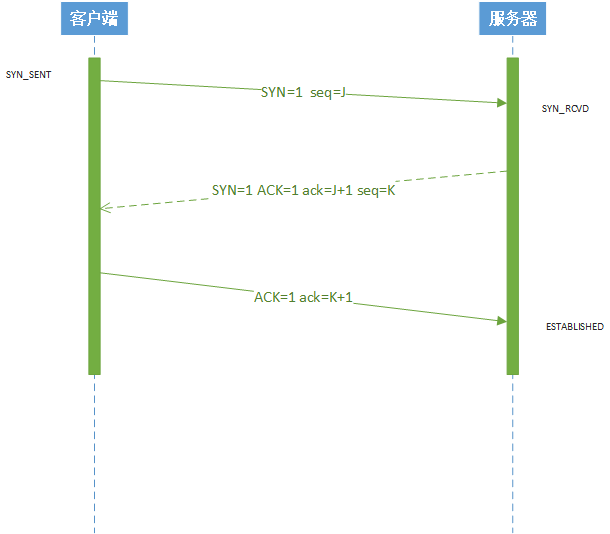 客户端
服务器
SYN_SENT
SYN=1 seq=J
SYN_RCVD
SYN=1 ACK=1 ack=J+1 seq=K
ACK=1 ack=K+1
ESTABLISHED